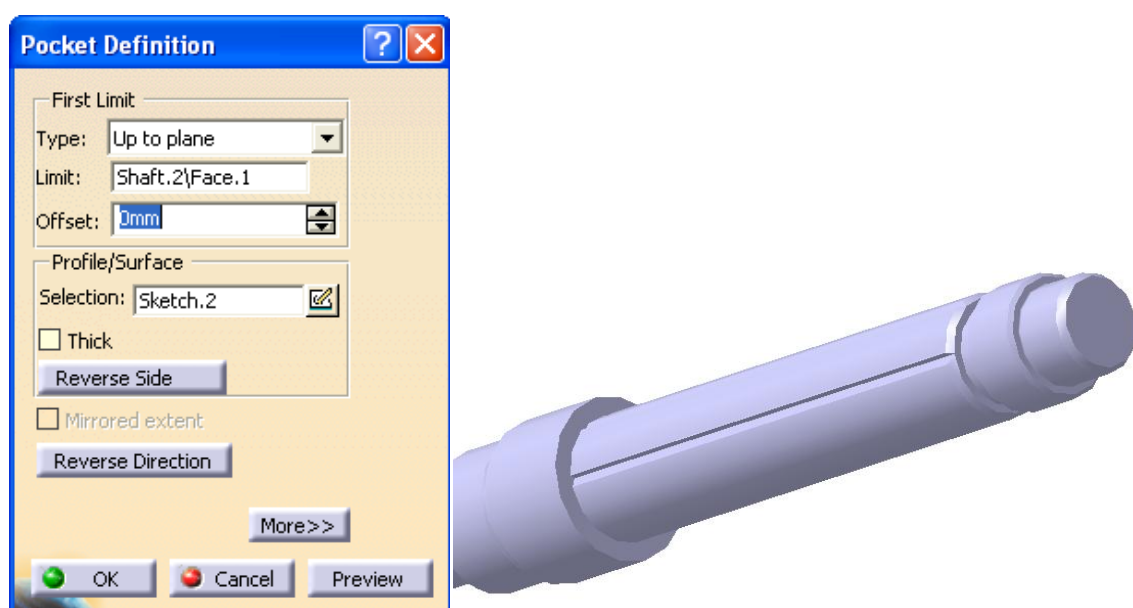 Pocket Definition
?
First Limit
Type: Up to plane
Limit: Shaft.2\Face.1
Offset: 0mm
Profile/Surface
Selection: Sketch.2
Thick
Reverse Side
Mirrored extent
Reverse Direction
More>>
OK Cancel Preview